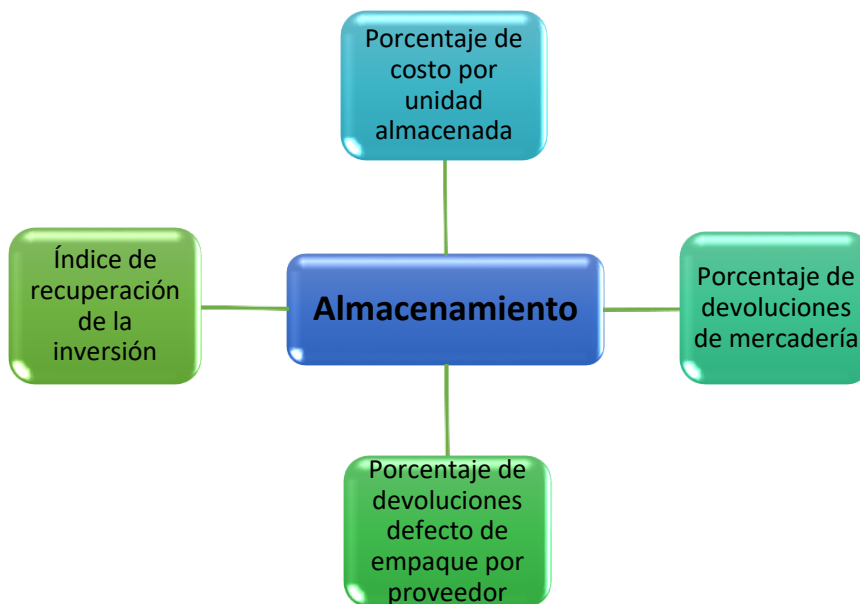 Porcentaje de
costo por
unidad
almacenada
Índice de
recuperación
de la
inversión
Almacenamiento
Porcentaje de
devoluciones
de mercadería
Porcentaje de
devoluciones
defecto de
empaque por
proveedor